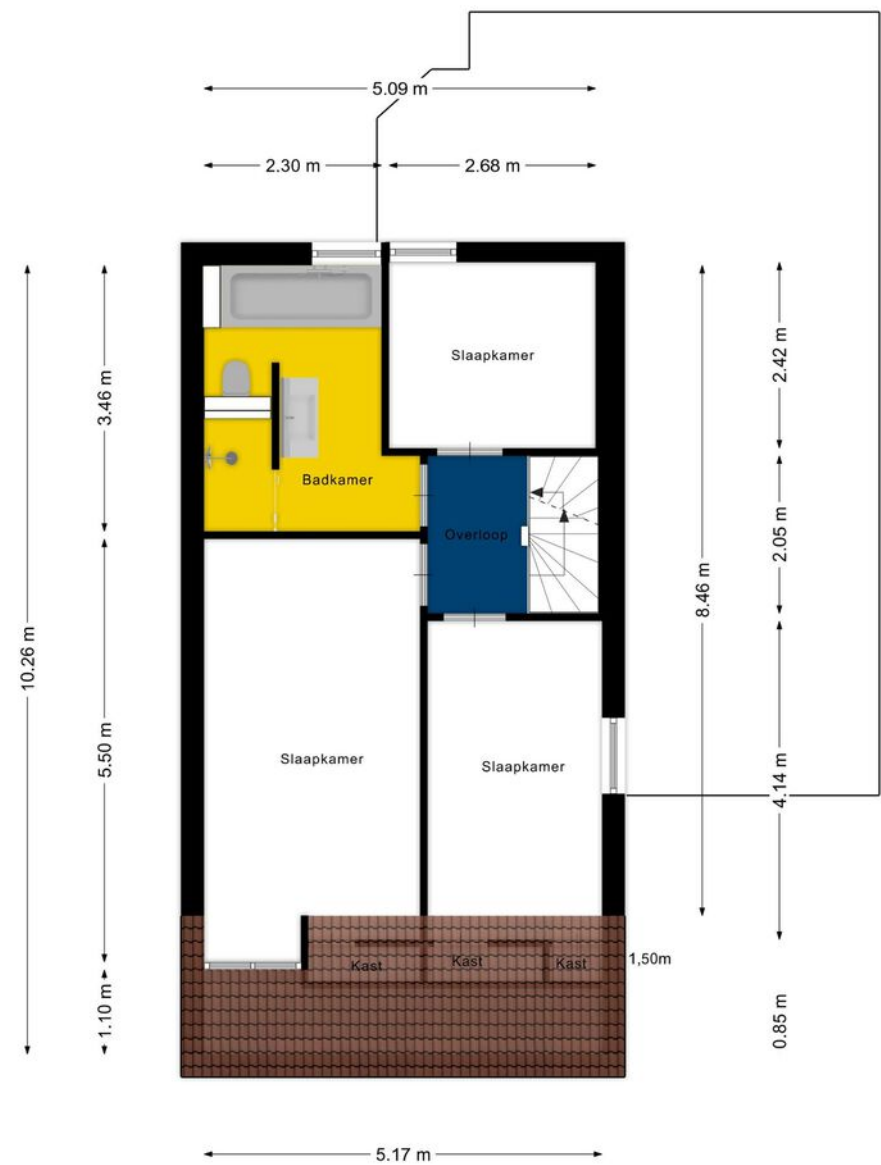 5.09 m
2.30 m
2.68 m
Slaapkamer
2.42 m
3.46 m
Badkamer
Overloop
2.05 m
8.46 m
10.26 m
5.50 m
Slaapkamer
Slaapkamer
4.14 m
Kast
Kast
Kast
1,50m
1.10 m
0.85 m
5.17 m